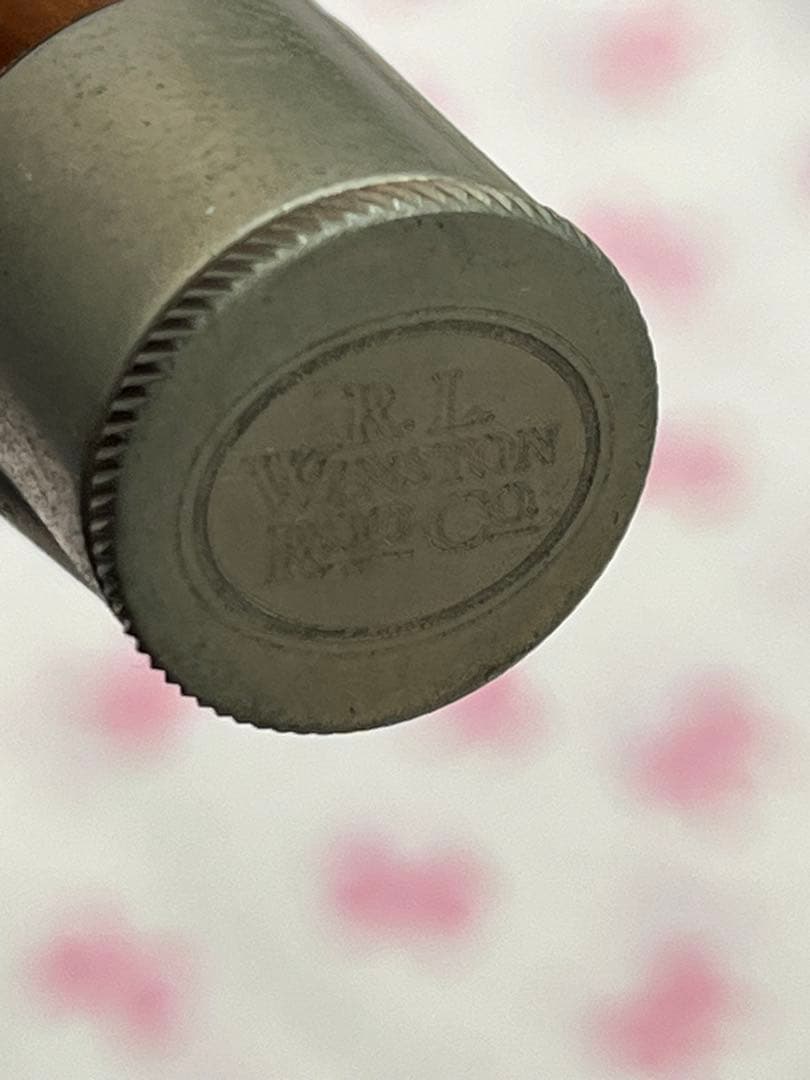 R. L.
WINSTON
ROD CO.